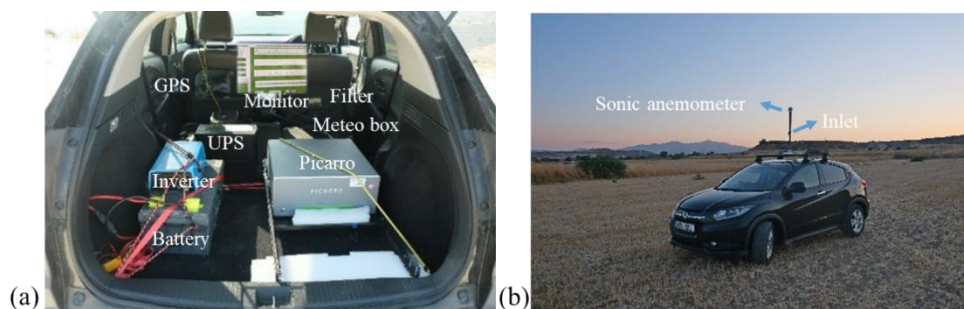 GPS
Monitor
Filter
Meteo box
UPS
Picarro
Inverter
PICARRO
Battery
(a)
Sonic anemometer
Inlet
(b)